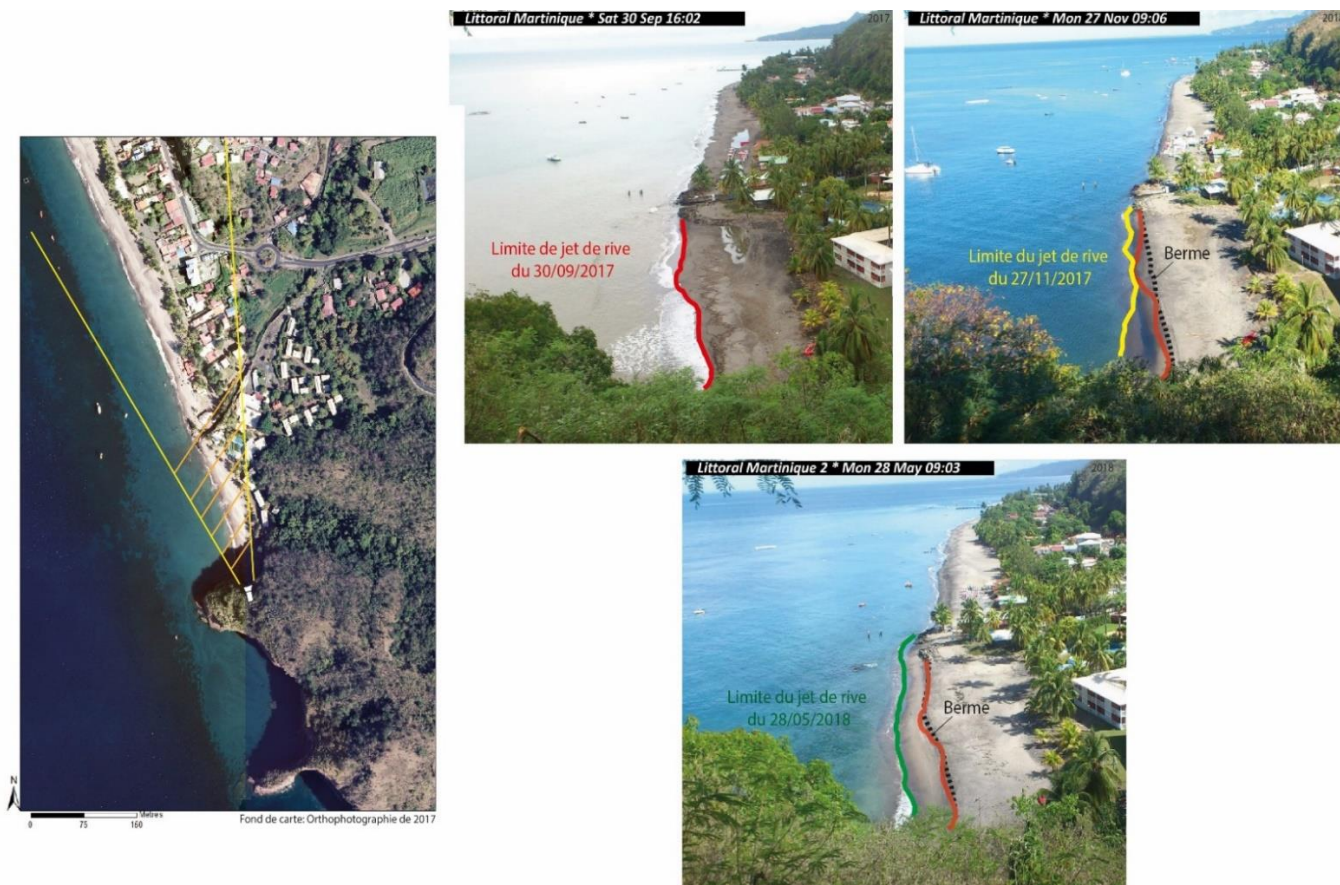 Littoral Martinique * Sat 30 Sep 16:02
2017
Limite de jet de rive
du 30/09/2017
Littoral Martinique * Mon 27 Nov 09:06
Limite du jet de rive
du 27/11/2017
Berme
Littoral Martinique 2 * Mon 28 May 09:03
2018
Limite du jet de rive
du 28/05/2018
Berme
N
Metres
0 75 160
Fond de carte: Orthophotographie de 2017